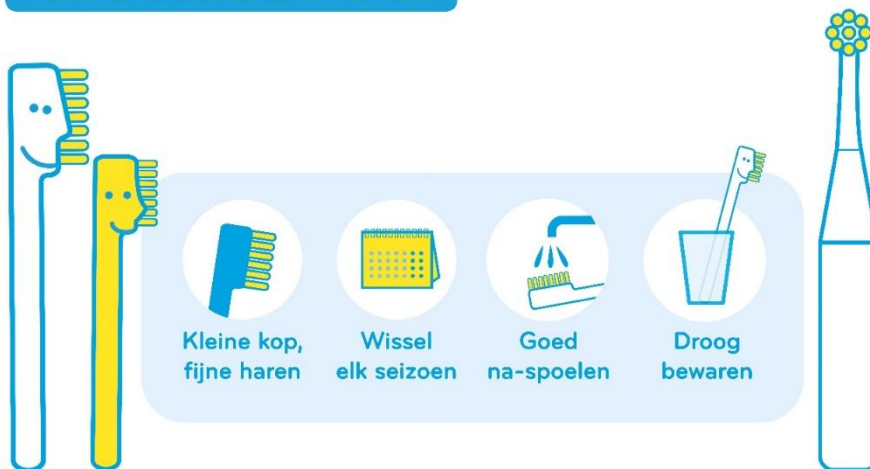 Kleine kop,
fijne haren
Wissel
elk seizoen
Goed
na-spoelen
Droog
bewaren